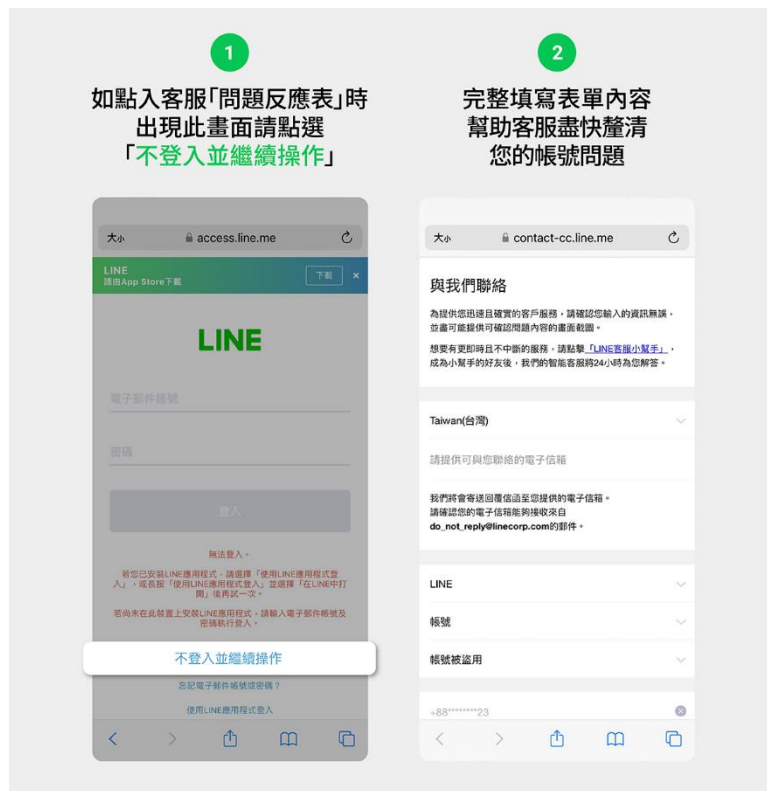 1
如點入客服「問題反應表」時
出現此畫面請點選
「不登入並繼續操作」
大小
access.line.me
LINE
請由App Store下載
下載
×
LINE
電子郵件帳號
密碼
登入
無法登入。
若您已安裝LINE應用程式,請選擇「使用LINE應用程式登
入」,或長按「使用LINE應用程式登入」並選擇「在LINE中打
開」後再試一次。
若尚未在此裝置上安裝LINE應用程式,請輸入電子郵件帳號及
密碼執行登入。
不登入並繼續操作
忘記電子郵件帳號或密碼?
使用LINE應用程式登入
2
完整填寫表單內容
幫助客服盡快釐清
您的帳號問題
大小
contact-cc.line.me
與我們聯絡
為提供您迅速且確實的客戶服務,請確認您輸入的資訊無誤,
並盡可能提供可確認問題內容的畫面截圖。
想要有更即時且不中斷的服務,請點擊「LINE客服小幫手」,
成為小幫手的好友後,我們的智能客服將24小時為您解答。
Taiwan(台灣)
請提供可與您聯絡的電子信箱
我們將會寄送回覆信函至您提供的電子信箱。
請確認您的電子信箱能夠接收來自
do_not_reply@linecorp.com的郵件。
LINE
帳號
帳號被盜用
+88********23